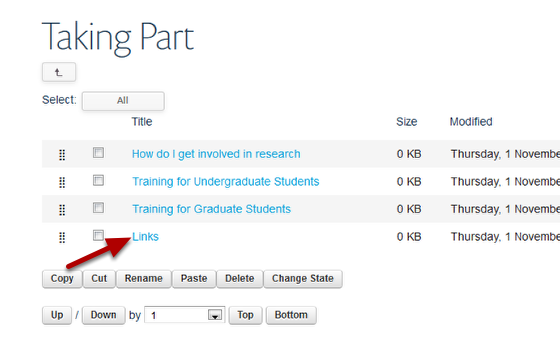 Taking Part
Select: All
Title Size Modified
How do I get involved in research 0 KB Thursday, 1 Novembe
Training for Undergraduate Students 0 KB Thursday, 1 Novembe
Training for Graduate Students 0 KB Thursday, 1 Novembe
Links 0 KB Thursday, 1 Novembe
Copy Cut Rename Paste Delete Change State
Up / Down by 1 Top Bottom